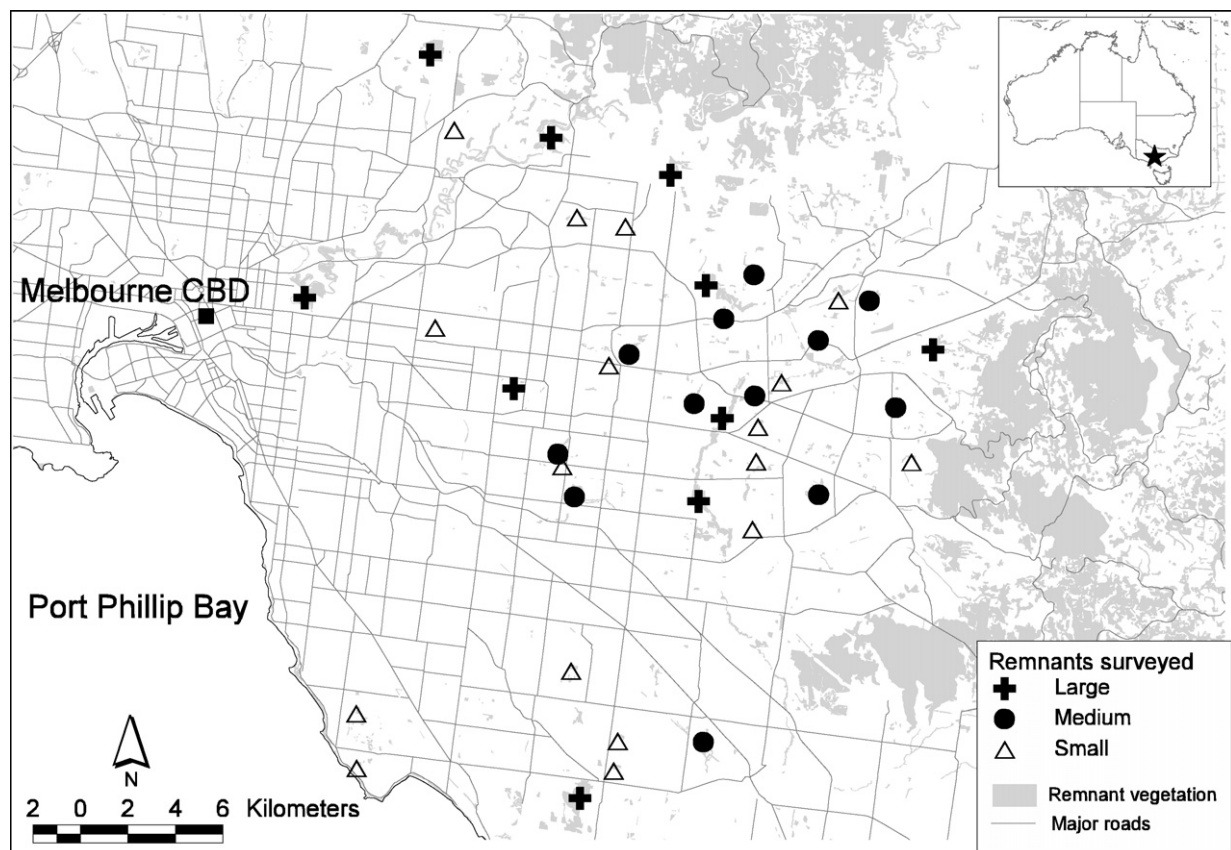 Melbourne CBD
Port Phillip Bay
N
2 0 2 4 6 Kilometers
Remnants surveyed
Large
Medium
Small
Remnant vegetation
Major roads